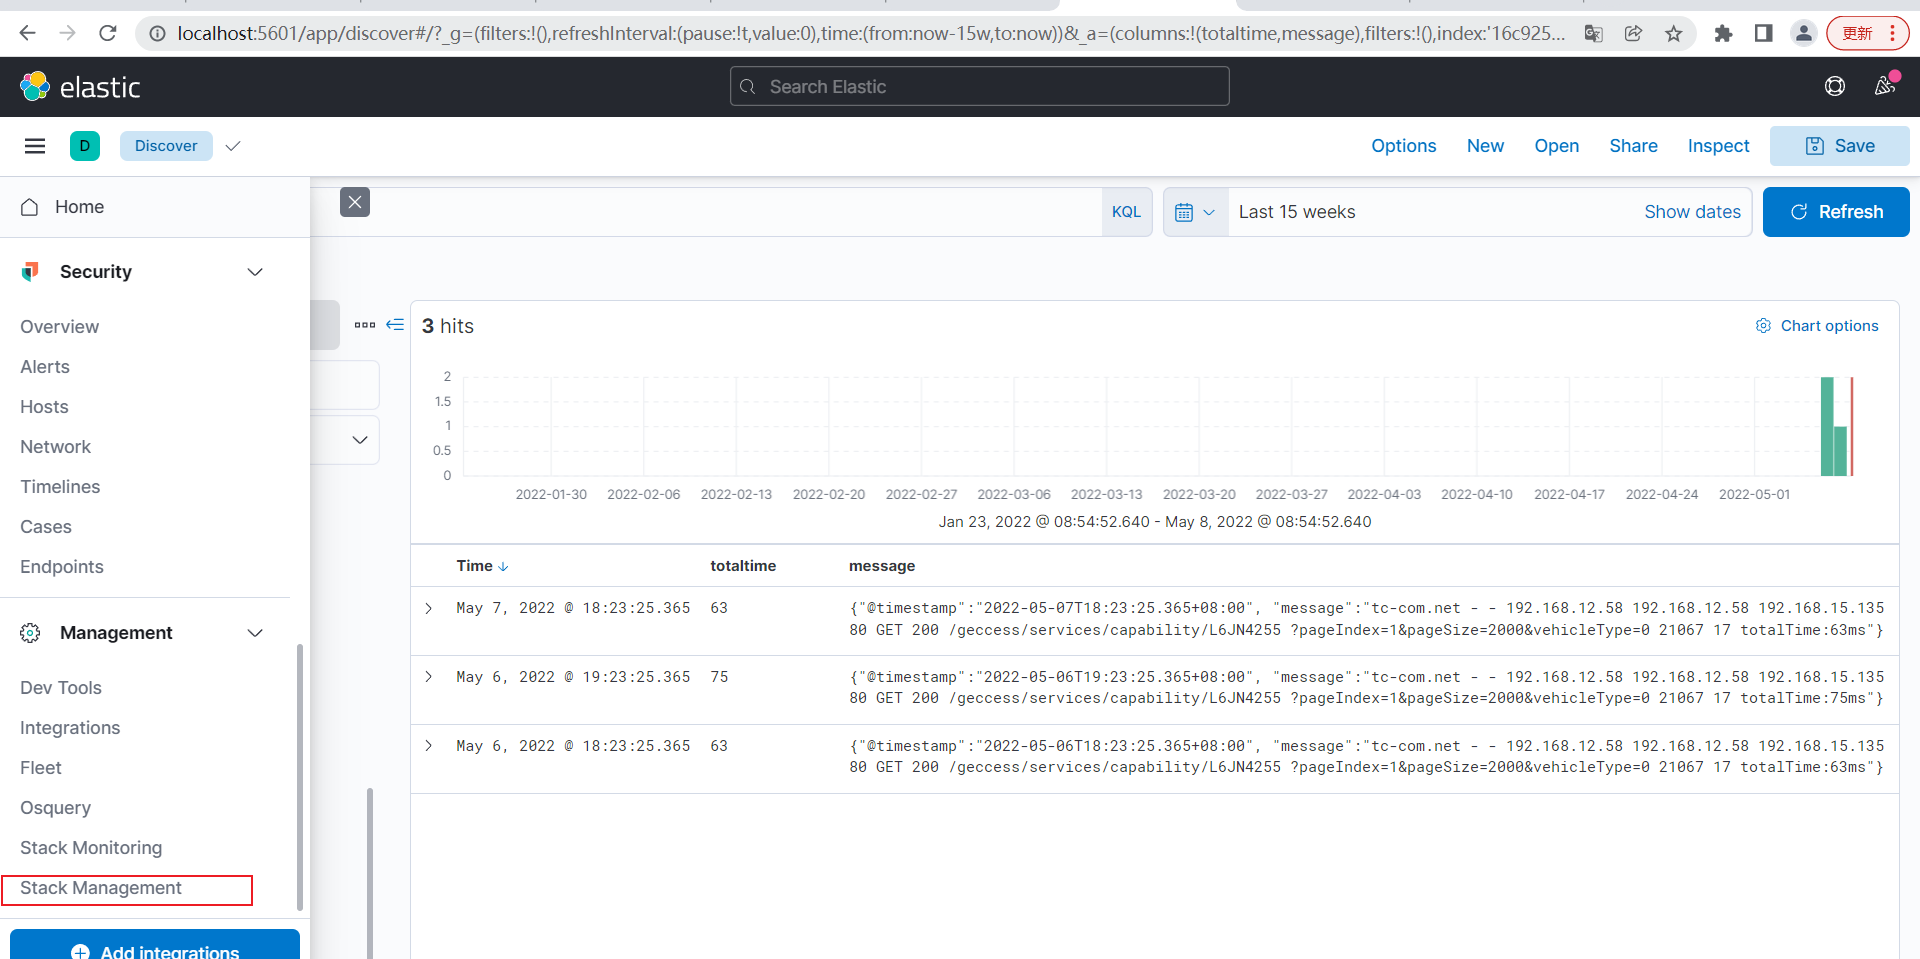 localhost:5601/app/discover#/?_g=(filters:!(),refreshInterval:(pause:!t,value:0),time:(from:now-15w,to:now))&_a=(columns:!(totaltime,message),filters:!(),index:'16c925...
更新
elastic
Search Elastic
D
Discover
Options
New
Open
Share
Inspect
Save
Home
KQL
Last 15 weeks
Show dates
Refresh
Security
Overview
Alerts
Hosts
Network
Timelines
Cases
Endpoints
Management
Dev Tools
Integrations
Fleet
Osquery
Stack Monitoring
Stack Management
Add integrations
3 hits
Chart options
2
1.5
1
0.5
0
2022-01-30 2022-02-06 2022-02-13 2022-02-20 2022-02-27 2022-03-06 2022-03-13 2022-03-20 2022-03-27 2022-04-03 2022-04-10 2022-04-17 2022-04-24 2022-05-01
Jan 23, 2022 @ 08:54:52.640 - May 8, 2022 @ 08:54:52.640
Time totaltime message
May 7, 2022 @ 18:23:25.365 63 {"@timestamp":"2022-05-07T18:23:25.365+08:00", "message":"tc-com.net - - 192.168.12.58 192.168.12.58 192.168.15.135
80 GET 200 /geccess/services/capability/L6JN4255 ?pageIndex=1&pageSize=2000&vehicleType=0 21067 17 totalTime:63ms"}
May 6, 2022 @ 19:23:25.365 75 {"@timestamp":"2022-05-06T19:23:25.365+08:00", "message":"tc-com.net - - 192.168.12.58 192.168.12.58 192.168.15.135
80 GET 200 /geccess/services/capability/L6JN4255 ?pageIndex=1&pageSize=2000&vehicleType=0 21067 17 totalTime:75ms"}
May 6, 2022 @ 18:23:25.365 63 {"@timestamp":"2022-05-06T18:23:25.365+08:00", "message":"tc-com.net - - 192.168.12.58 192.168.12.58 192.168.15.135
80 GET 200 /geccess/services/capability/L6JN4255 ?pageIndex=1&pageSize=2000&vehicleType=0 21067 17 totalTime:63ms"}